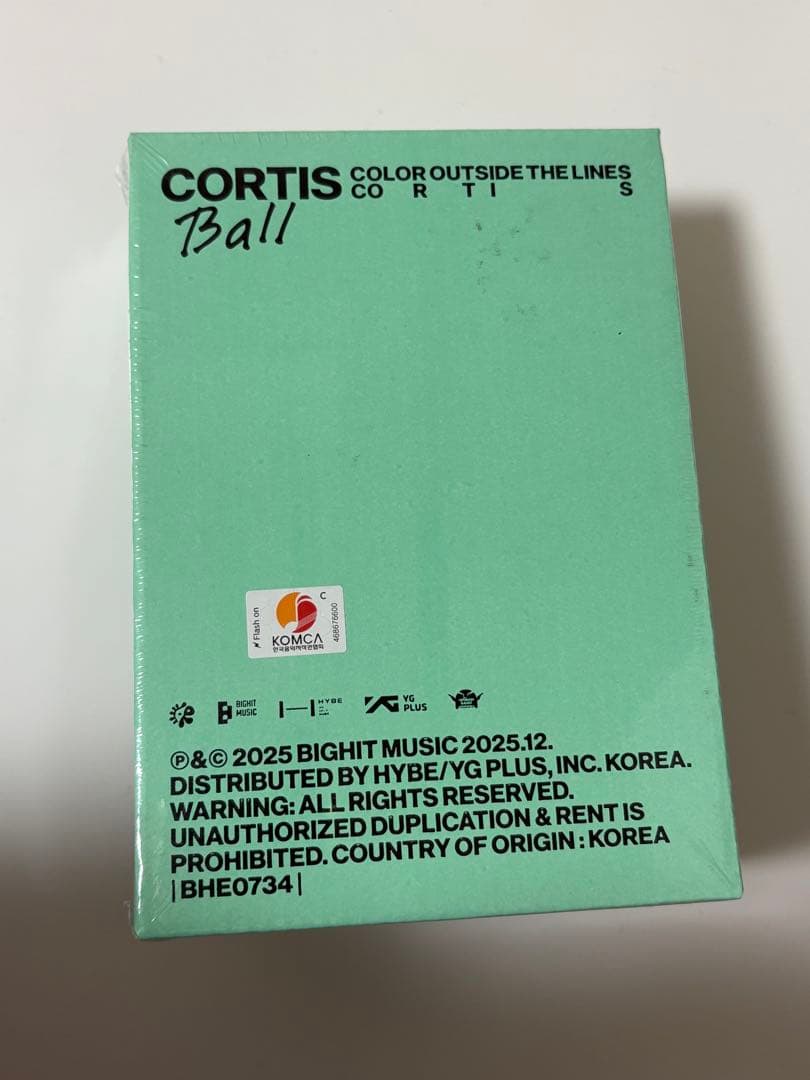 CORTIS COLOR OUTSIDE THE LINES
CO R T I S
Ball
Flash on
C
KOMCA
한국음악저작권협회
468676600
BIGHIT
MUSIC
HYBE
YG
PLUS
Ⓟ&© 2025 BIGHIT MUSIC 2025.12.
DISTRIBUTED BY HYBE/YG PLUS, INC. KOREA.
WARNING: ALL RIGHTS RESERVED.
UNAUTHORIZED DUPLICATION & RENT IS
PROHIBITED. COUNTRY OF ORIGIN : KOREA
| BHE0734 |